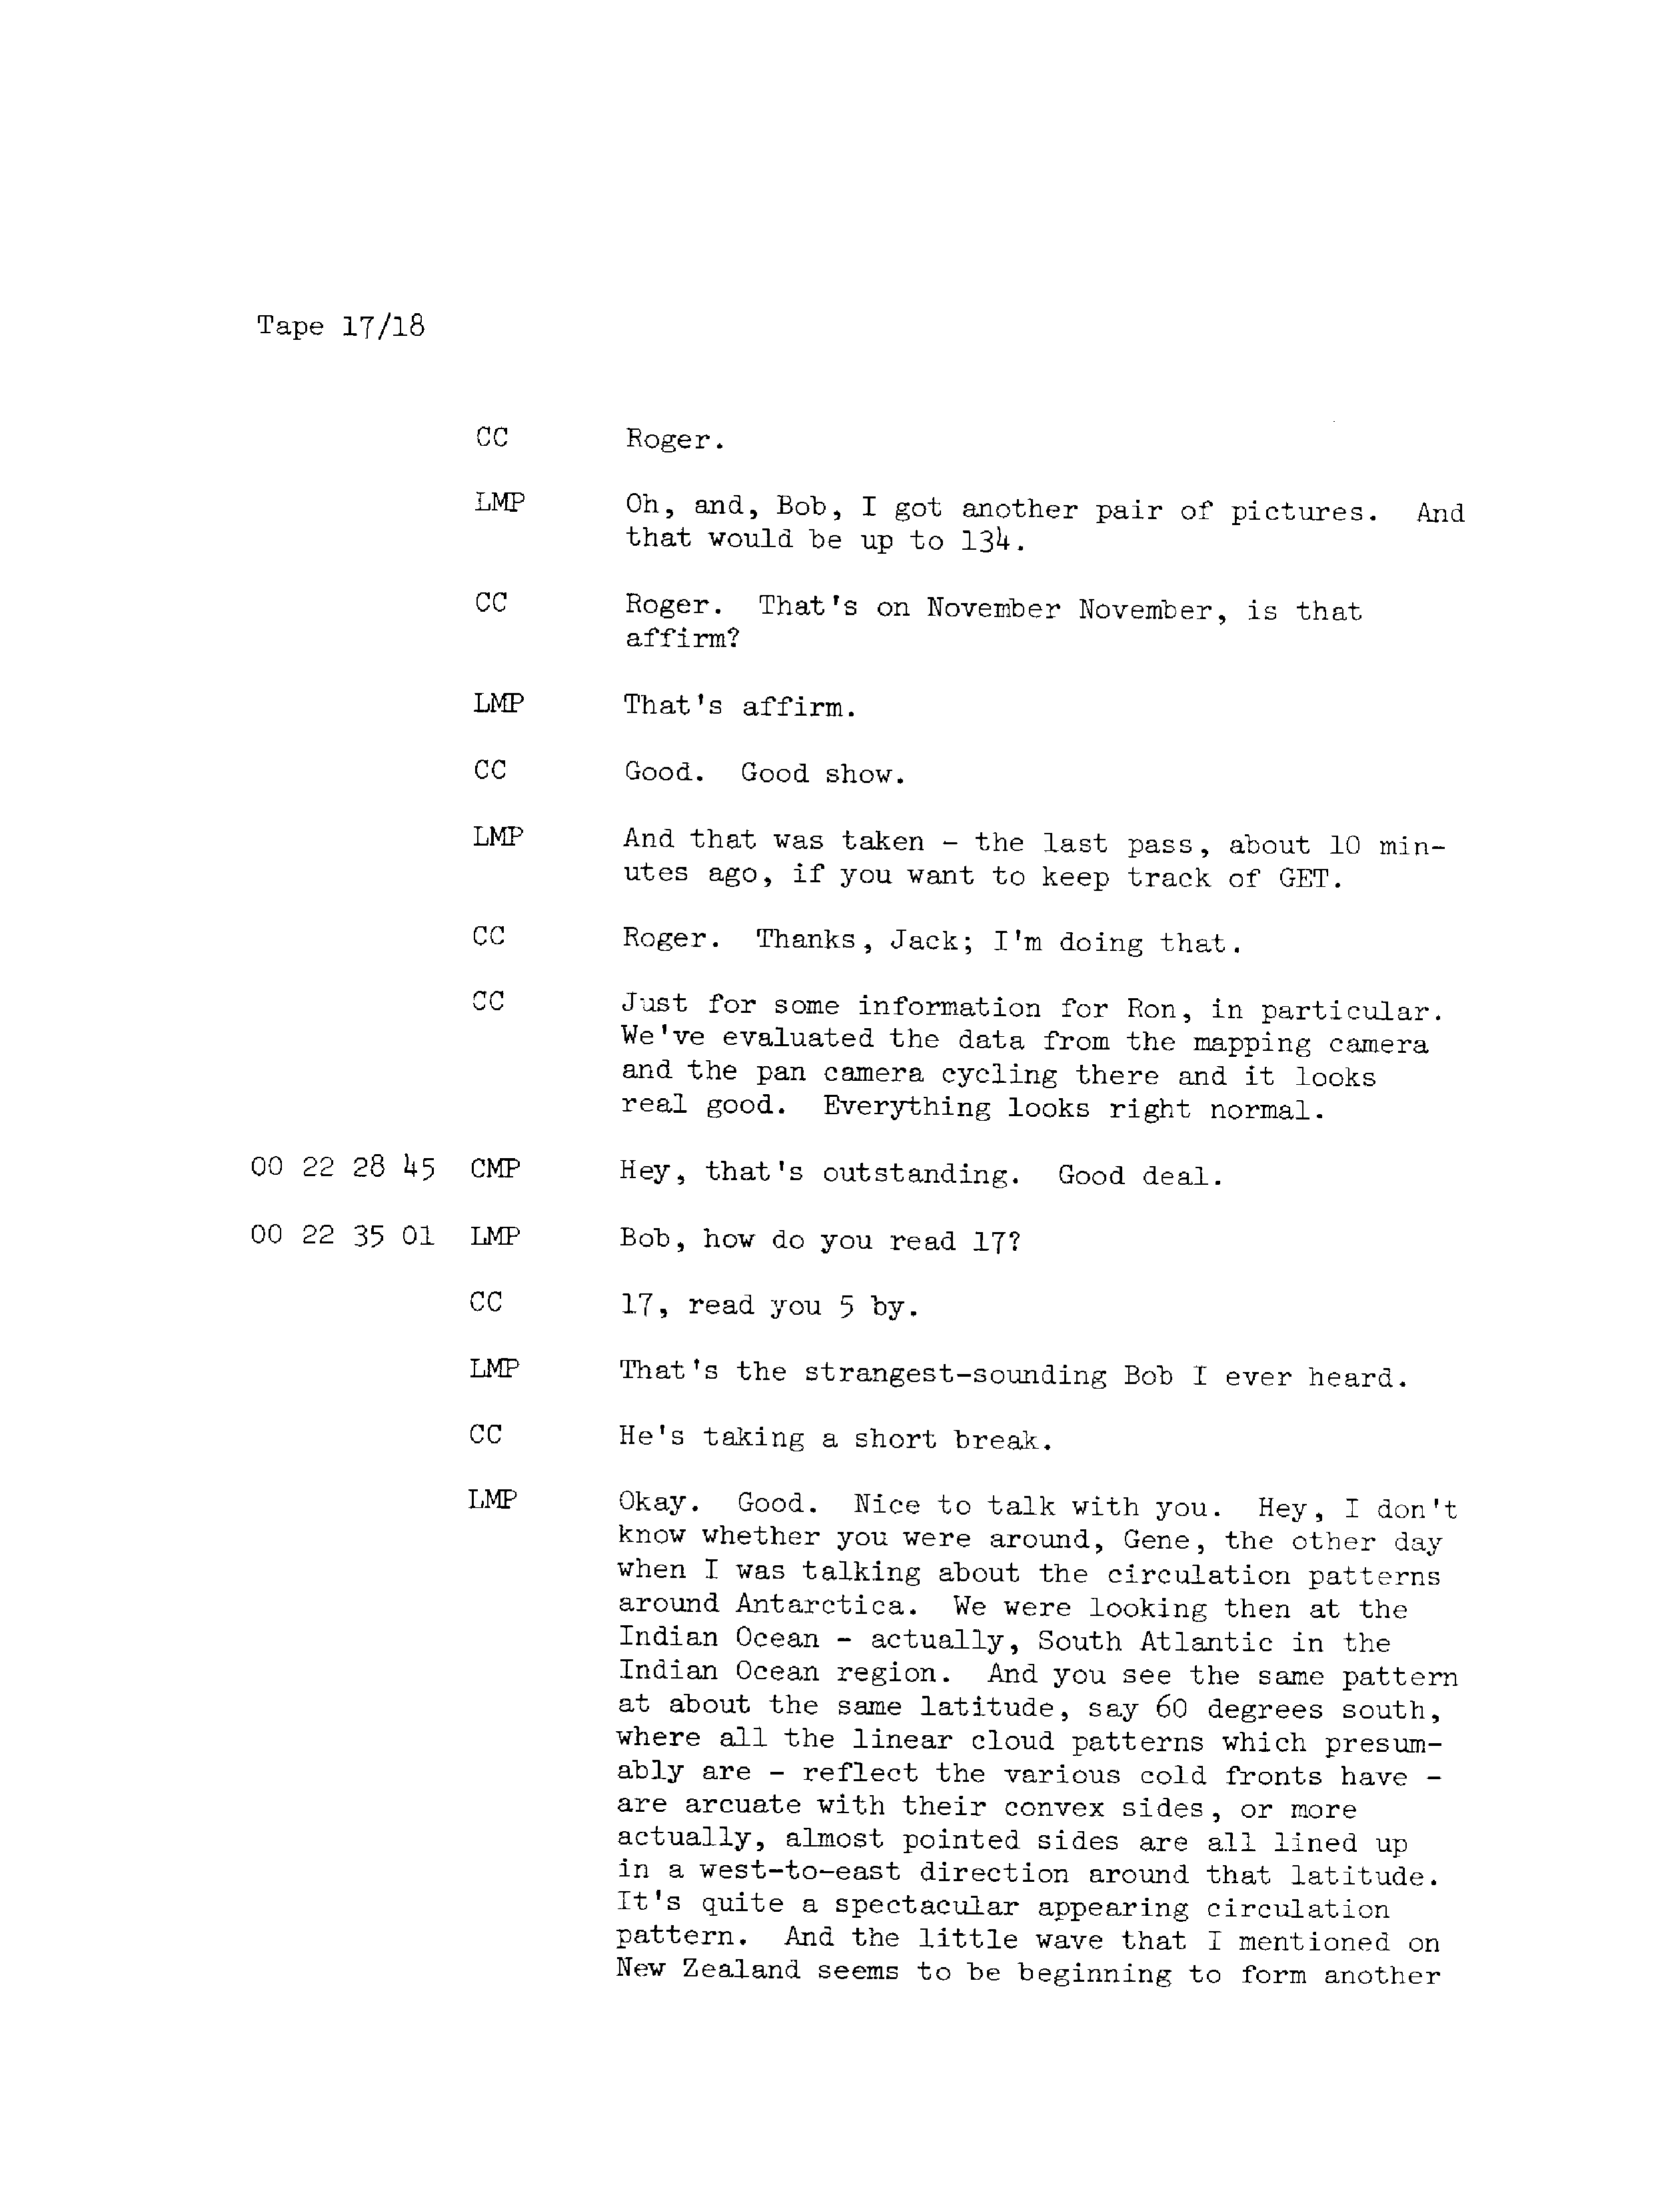 Tape 17/18
CC Roger.
LMP Oh, and, Bob, I got another pair of pictures. And
that would be up to 134.
CC Roger. That's on November November, is that
affirm?
LMP That's affirm.
CC Good. Good show.
LMP And that was taken - the last pass, about 10 min-
utes ago, if you want to keep track of GET.
CC Roger. Thanks, Jack; I'm doing that.
CC Just for some information for Ron, in particular.
We've evaluated the data from the mapping camera
and the pan camera cycling there and it looks
real good. Everything looks right normal.
00 22 28 45 CMP Hey, that's outstanding. Good deal.
00 22 35 01 LMP Bob, how do you read 17?
CC 17, read you 5 by.
LMP That's the strangest-sounding Bob I ever heard.
CC He's taking a short break.
LMP Okay. Good. Nice to talk with you. Hey, I don't
know whether you were around, Gene, the other day
when I was talking about the circulation patterns
around Antarctica. We were looking then at the
Indian Ocean - actually, South Atlantic in the
Indian Ocean region. And you see the same pattern
at about the same latitude, say 60 degrees south,
where all the linear cloud patterns which presum-
ably are - reflect the various cold fronts have -
are arcuate with their convex sides, or more
actually, almost pointed sides are all lined up
in a west-to-east direction around that latitude.
It's quite a spectacular appearing circulation
pattern. And the little wave that I mentioned on
New Zealand seems to be beginning to form another